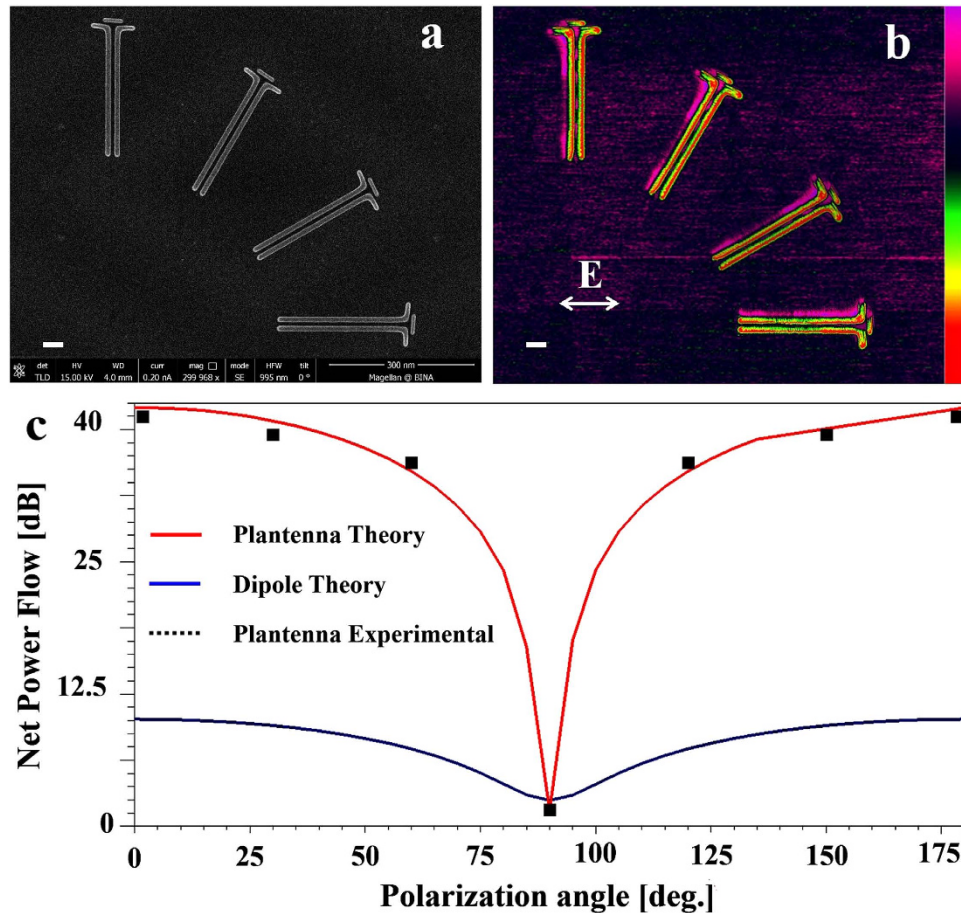 a
b
E
det HV WD curr mag □ mode HFW tilt
TLD 15.00 kV 4.0 mm 0.20 nA 299 968 x SE 995 nm 0 °
300 nm
Magellan @ BINA
c
Net Power Flow [dB]
40
25
12.5
0
Plantenna Theory
Dipole Theory
Plantenna Experimental
0 25 50 75 100 125 150 175
Polarization angle [deg.]